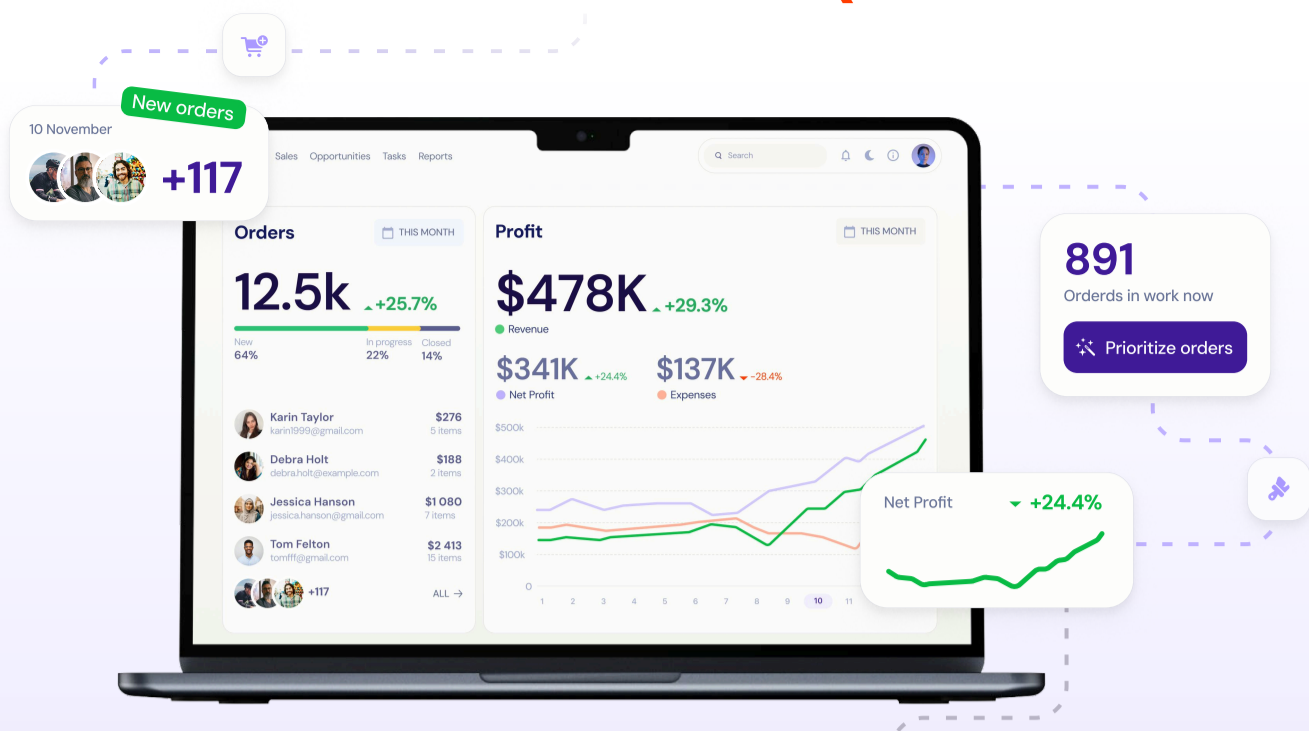 New orders
10 November
+117
Sales Opportunities Tasks Reports
Search
Orders
THIS MONTH
12.5k +25.7%
New In progress Closed
64% 22% 14%
Karin Taylor $276
karin1999@gmail.com 5 items
Debra Holt $188
debra.holt@example.com 2 items
Jessica Hanson $1 080
jessica.hanson@gmail.com 7 items
Tom Felton $2 413
tomfff@gmail.com 15 items
+117 ALL
Profit
THIS MONTH
$478K +29.3%
Revenue
$341K +24.4% $137K -28.4%
Net Profit Expenses
$500k
$400k
$300k
$200k
$100k
0
1 2 3 4 5 6 7 8 9 10 11
891
Orderds in work now
Prioritize orders
Net Profit +24.4%